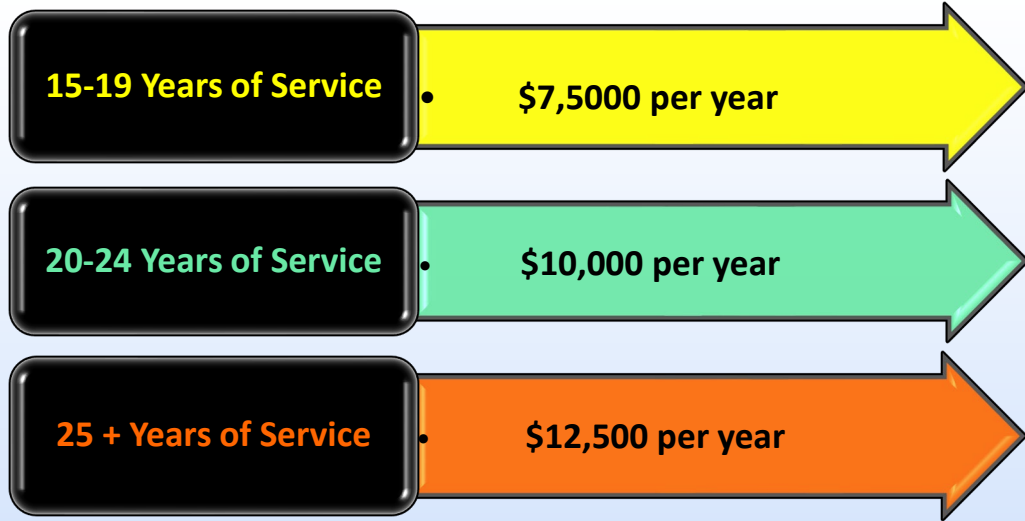 15-19 Years of Service
• $7,5000 per year
20-24 Years of Service
• $10,000 per year
25 + Years of Service
• $12,500 per year